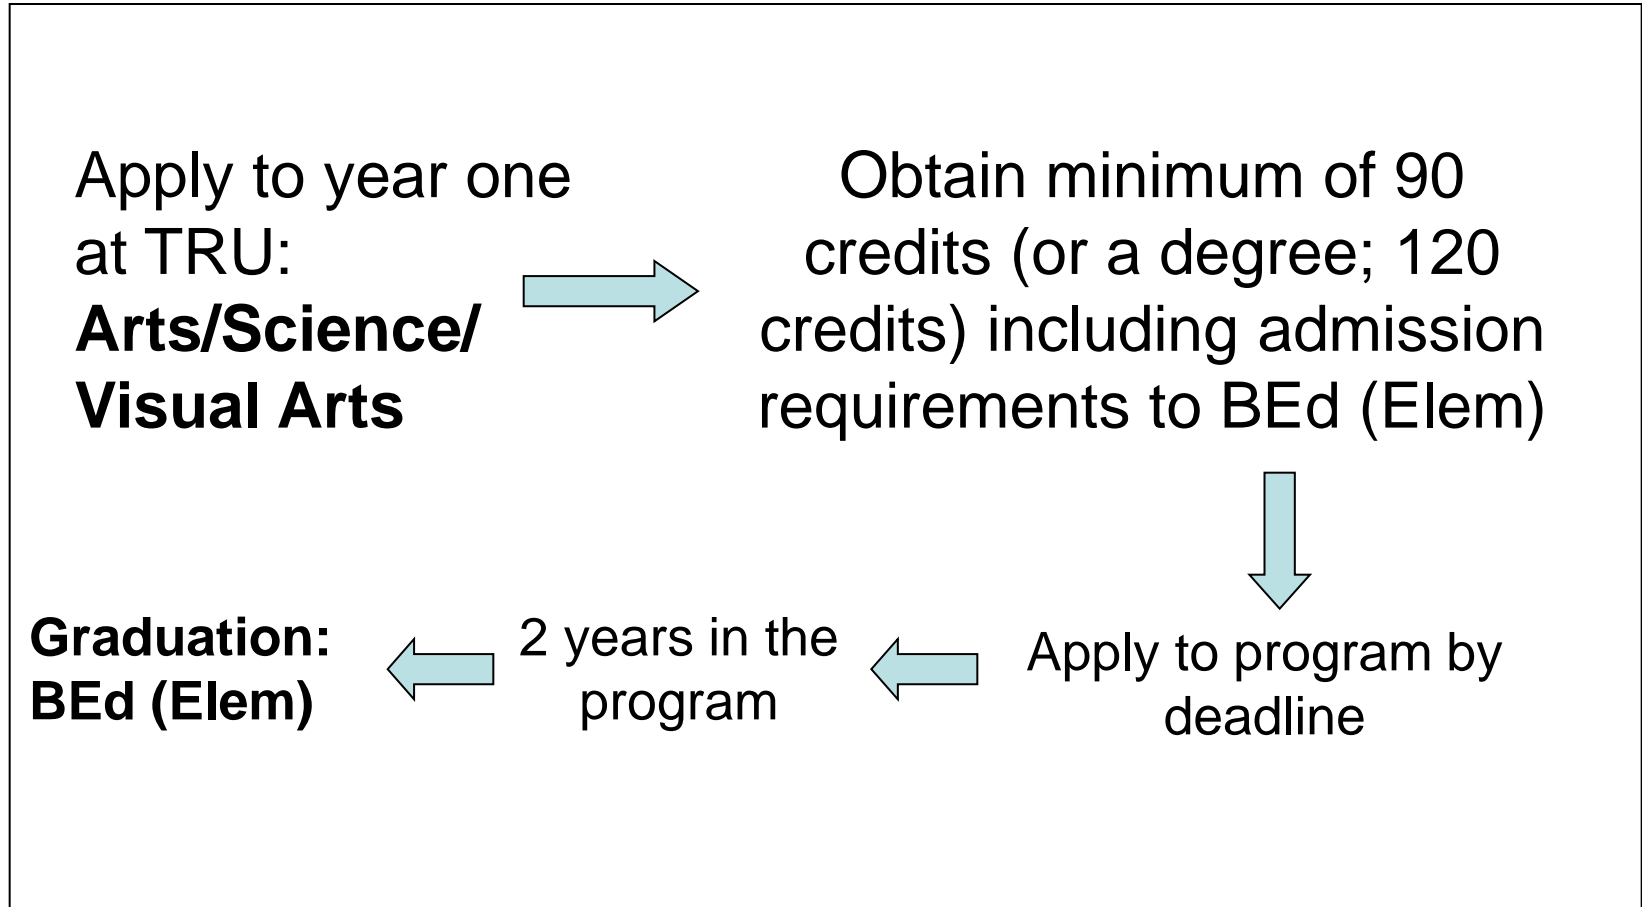 Apply to year one
at TRU:
Arts/Science/
Visual Arts
Obtain minimum of 90
credits (or a degree; 120
credits) including admission
requirements to BEd (Elem)
Apply to program by
deadline
2 years in the
program
Graduation:
BEd (Elem)